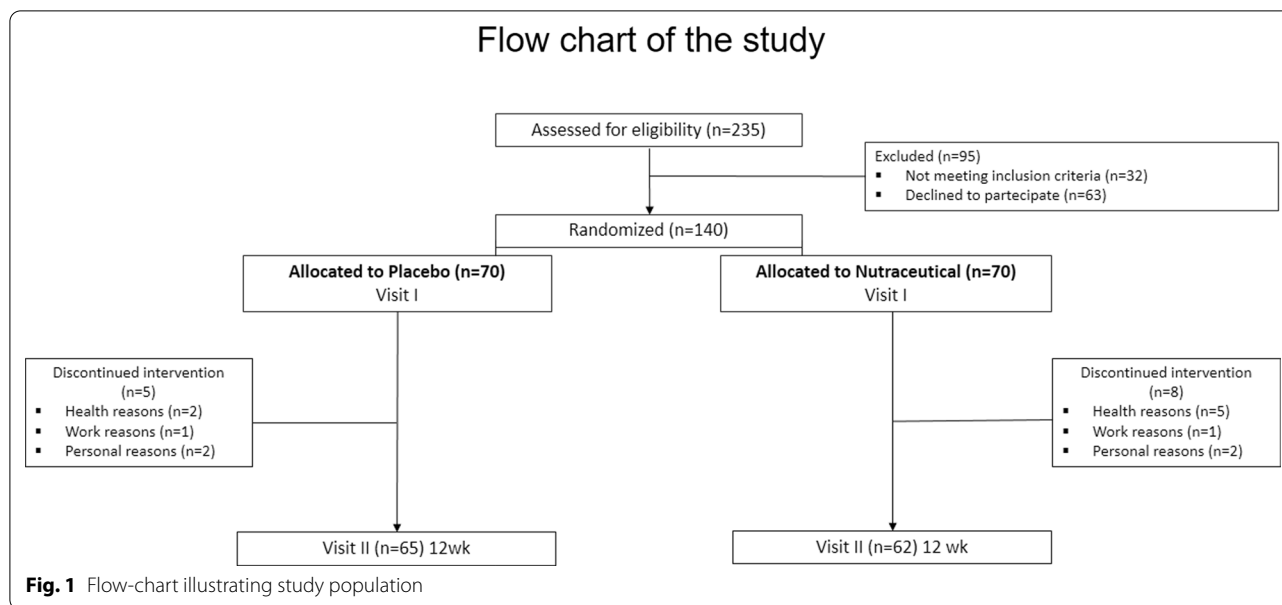 Flow chart of the study
Assessed for eligibility (n=235)
Excluded (n=95)
▪ Not meeting inclusion criteria (n=32)
▪ Declined to partecipate (n=63)
Randomized (n=140)
Allocated to Placebo (n=70)
Visit I
Allocated to Nutraceutical (n=70)
Visit I
Discontinued intervention
(n=5)
▪ Health reasons (n=2)
▪ Work reasons (n=1)
▪ Personal reasons (n=2)
Discontinued intervention
(n=8)
▪ Health reasons (n=5)
▪ Work reasons (n=1)
▪ Personal reasons (n=2)
Visit II (n=65) 12wk
Visit II (n=62) 12 wk
Fig. 1 Flow-chart illustrating study population